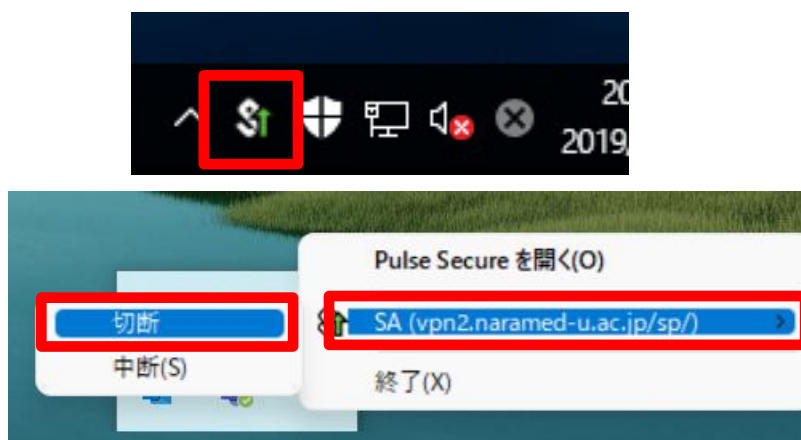 20
2019/
Pulse Secure を開く(O)
切断
SA (vpn2.naramed-u.ac.jp/sp/)
中断(S)
終了(X)